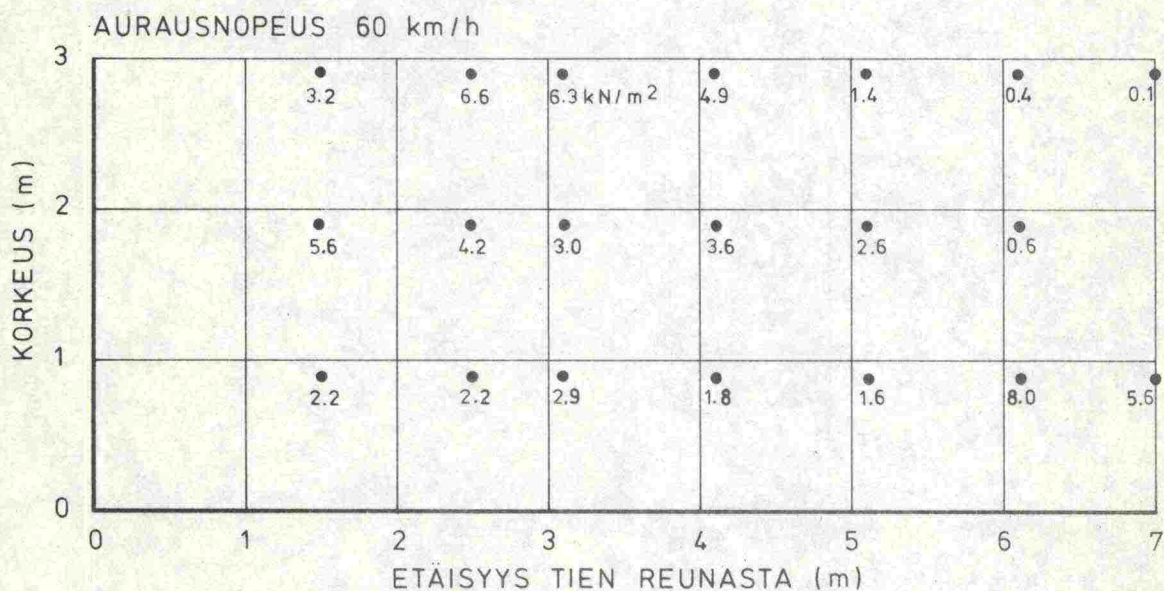 AURAUSNOPEUS 60 km/h
KORKEUS (m)
3
3.2 6.6 6.3 kN/m² 4.9 1.4 0.4 0.1
2
5.6 4.2 3.0 3.6 2.6 0.6
1
2.2 2.2 2.9 1.8 1.6 8.0 5.6
0
0 1 2 3 4 5 6 7
ETÄISYYS TIEN REUNASTA (m)